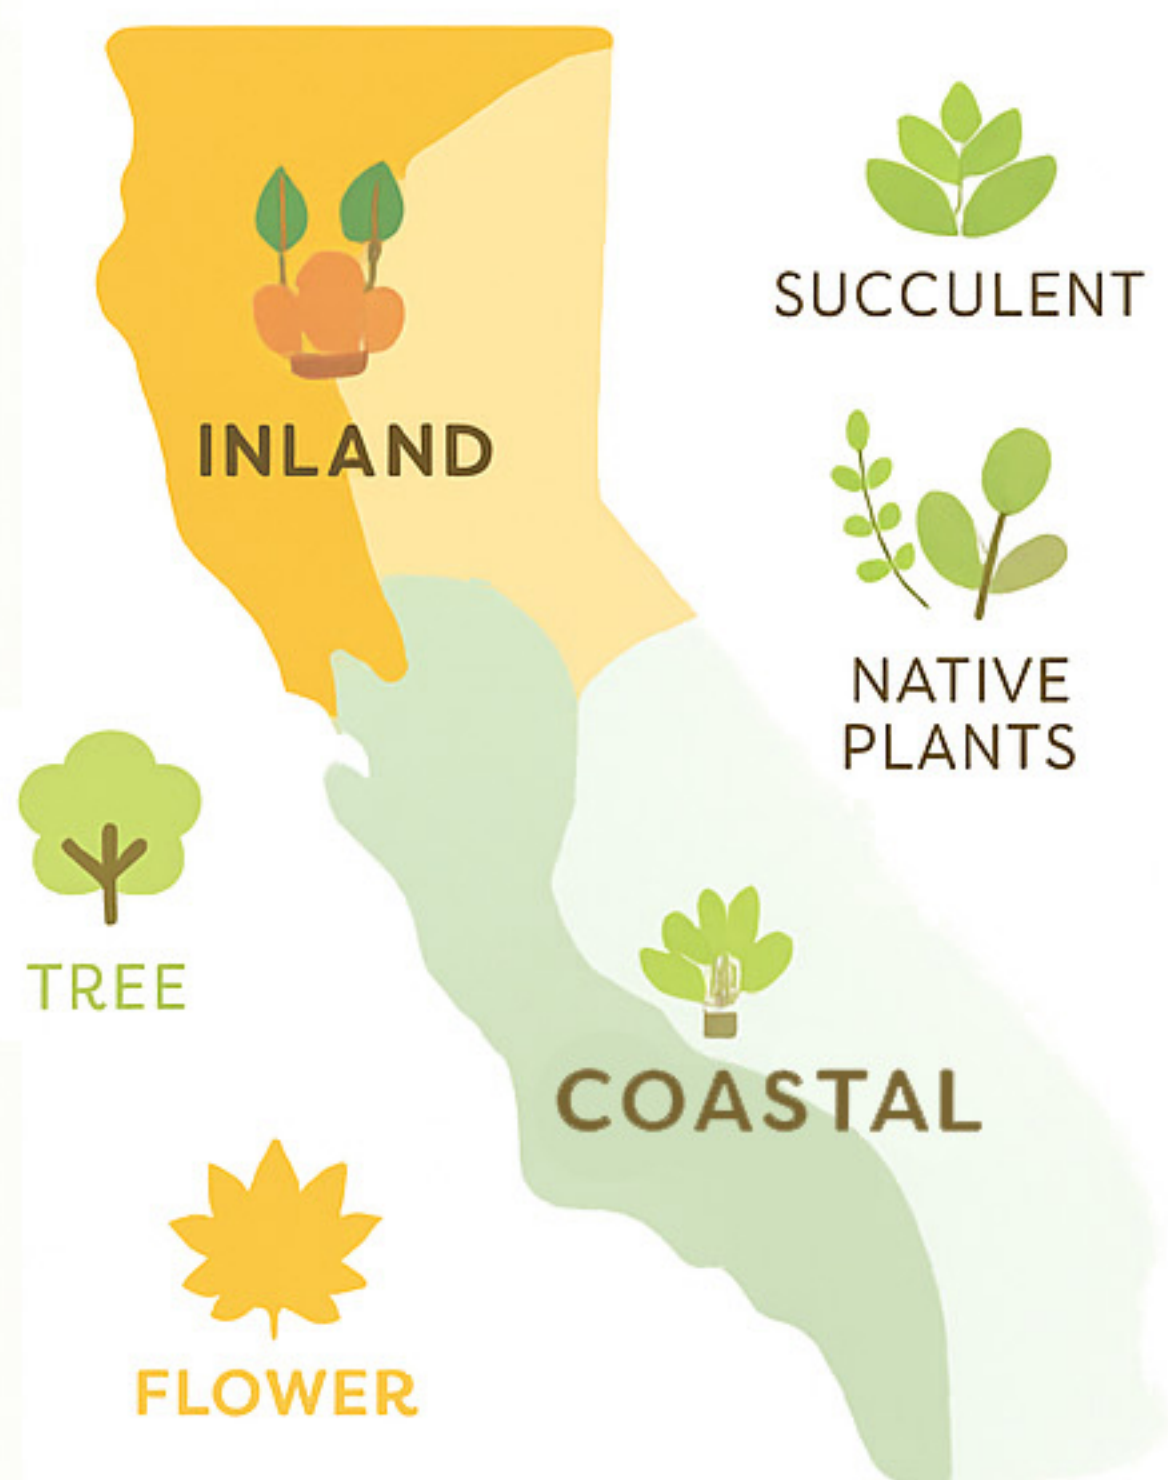 SUCCULENT
INLAND
NATIVE
PLANTS
TREE
COASTAL
FLOWER